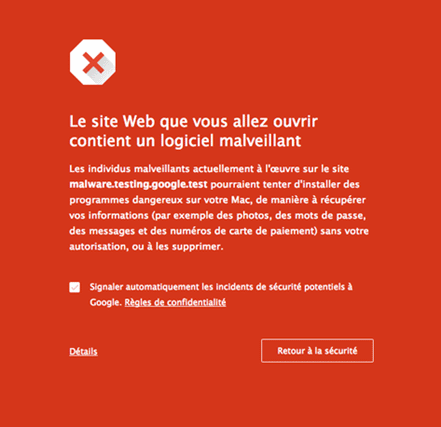 Le site Web que vous allez ouvrir
contient un logiciel malveillant
Les individus malveillants actuellement à l'œuvre sur le site
malware.testing.google.test pourraient tenter d'installer des
programmes dangereux sur votre Mac, de manière à récupérer
vos informations (par exemple des photos, des mots de passe,
des messages et des numéros de carte de paiement) sans votre
autorisation, ou à les supprimer.
Signaler automatiquement les incidents de sécurité potentiels à
Google. Règles de confidentialité
Détails
Retour à la sécurité